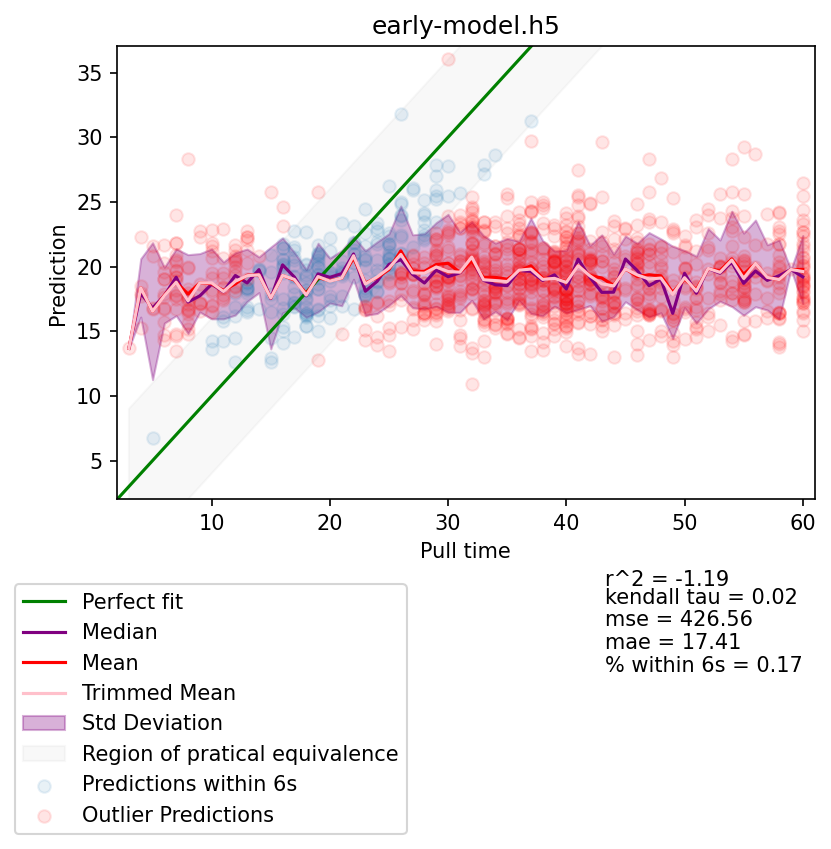 early-model.h5
35
30
25
20
15
10
5
Prediction
10 20 30 40 50 60
Pull time
Perfect fit
Median
Mean
Trimmed Mean
Std Deviation
Region of pratical equivalence
Predictions within 6s
Outlier Predictions
r^2 = -1.19
kendall tau = 0.02
mse = 426.56
mae = 17.41
% within 6s = 0.17